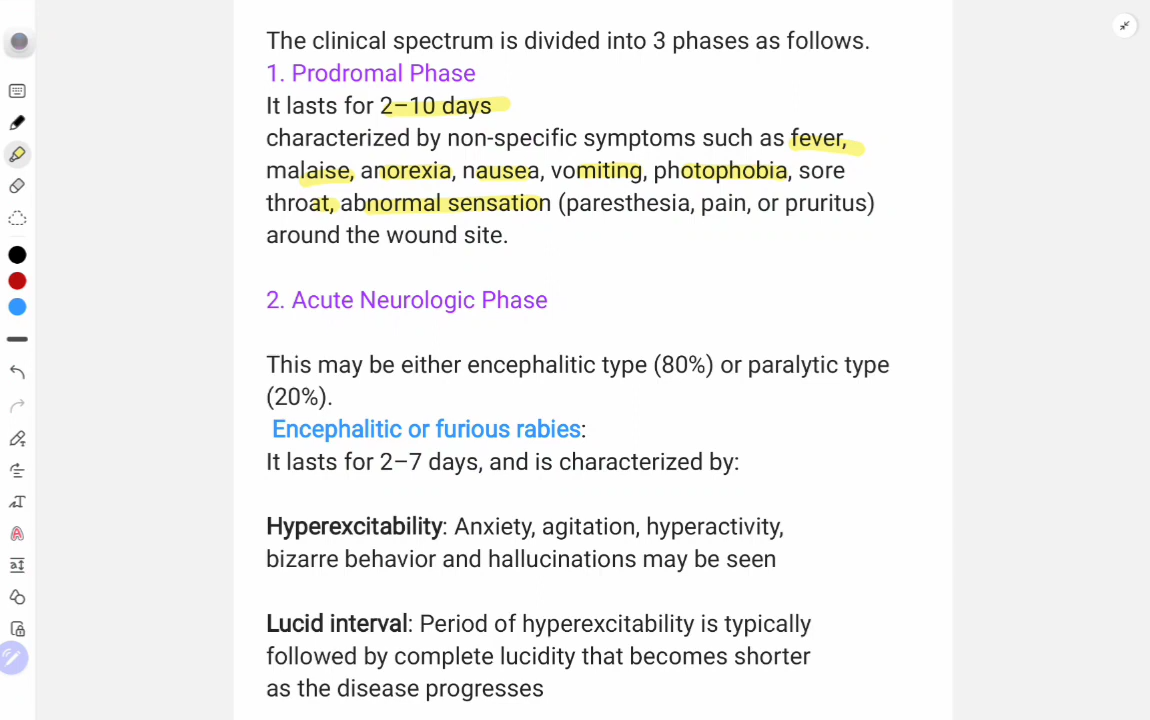 The clinical spectrum is divided into 3 phases as follows.
1. Prodromal Phase
It lasts for 2–10 days
characterized by non-specific symptoms such as fever,
malaise, anorexia, nausea, vomiting, photophobia, sore
throat, abnormal sensation (paresthesia, pain, or pruritus)
around the wound site.
2. Acute Neurologic Phase
This may be either encephalitic type (80%) or paralytic type
(20%).
Encephalitic or furious rabies:
It lasts for 2–7 days, and is characterized by:
Hyperexcitability: Anxiety, agitation, hyperactivity,
bizarre behavior and hallucinations may be seen
Lucid interval: Period of hyperexcitability is typically
followed by complete lucidity that becomes shorter
as the disease progresses